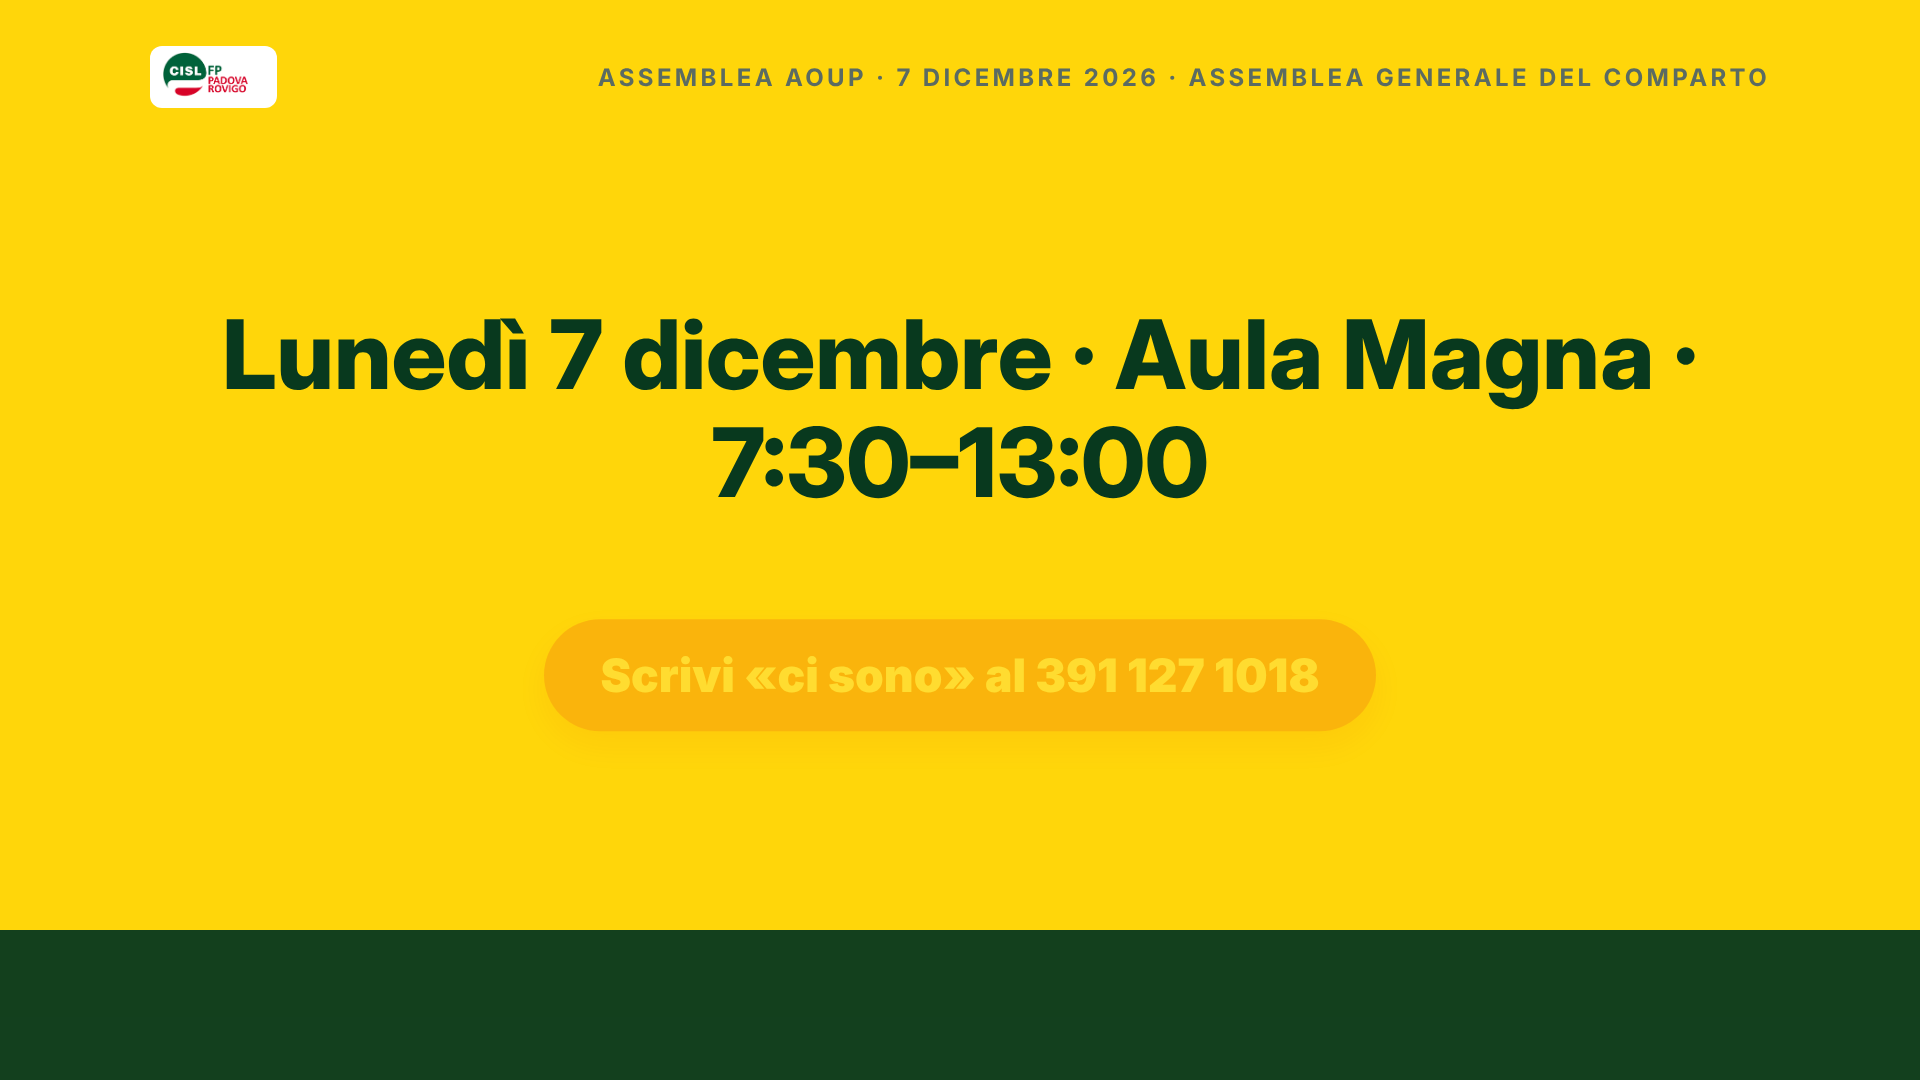 CISL FP
PADOVA
ROVIGO
ASSEMBLEA AOUP · 7 DICEMBRE 2026 · ASSEMBLEA GENERALE DEL COMPARTO
Lunedì 7 dicembre · Aula Magna ·
7:30–13:00
Scrivi «ci sono» al 391 127 1018